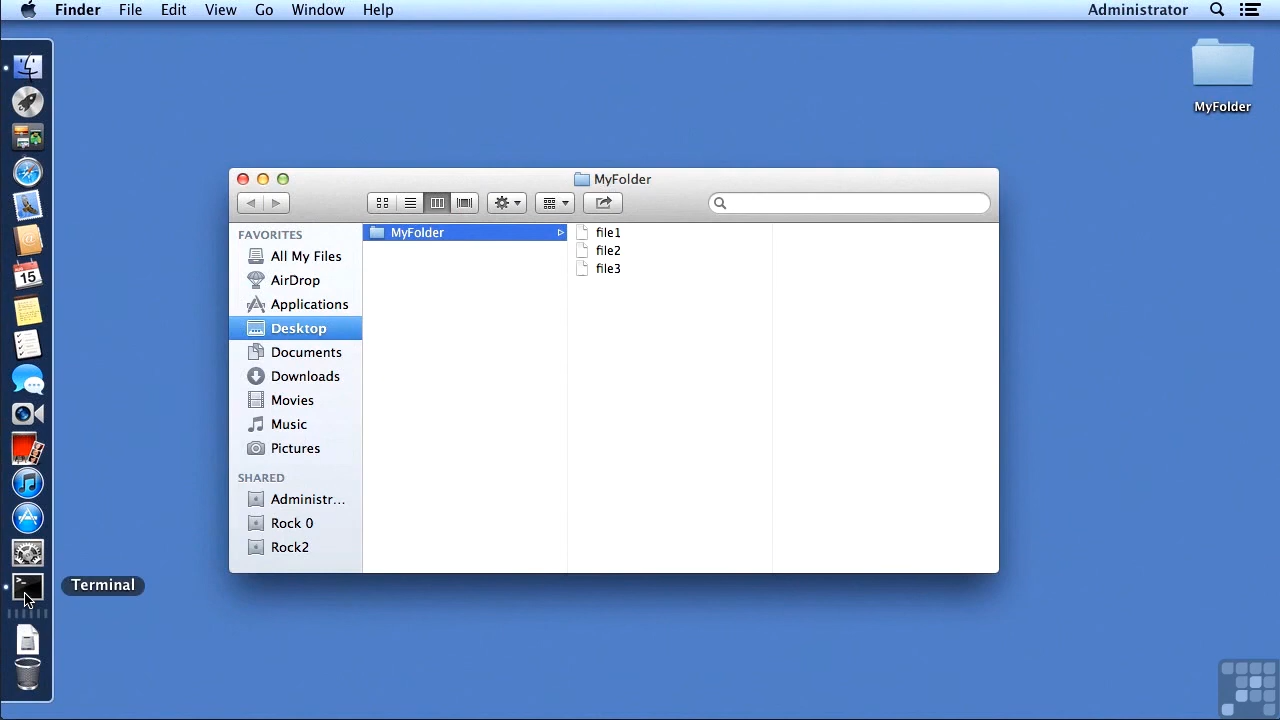 Finder File Edit View Go Window Help Administrator
MyFolder
MyFolder
FAVORITES
All My Files
AirDrop
Applications
Desktop
Documents
Downloads
Movies
Music
Pictures
SHARED
Administr...
Rock 0
Rock2
MyFolder
file1
file2
file3
15
Terminal